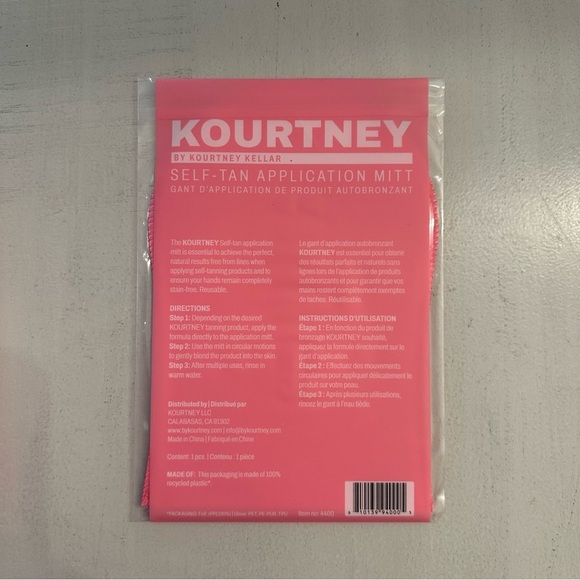 KOURTNEY
BY KOURTNEY KELLAR
SELF-TAN APPLICATION MITT
GANT D'APPLICATION DE PRODUIT AUTOBRONZANT
The KOURTNEY Self-tan application
mitt is essential to achieve the perfect,
natural results free from lines when
applying self-tanning products and to
ensure your hands remain completely
stain-free. Reusable.
DIRECTIONS
Step 1: Depending on the desired
KOURTNEY tanning product, apply the
formula directly to the application mitt.
Step 2: Use the mitt in circular motions
to gently blend the product into the skin.
Step 3: After multiple uses, rinse in
warm water.
Distributed by | Distribué par
KOURTNEY LLC
CALABASAS, CA 91302
www.bykourtney.com | info@bykourtney.com
Made in China | Fabriqué en Chine
Content: 1 pcs. | Contenu : 1 pièce
MADE OF: This packaging is made of 100%
recycled plastic*.
Le gant d'application autobronzant
KOURTNEY est essentiel pour obtenir
des résultats parfaits et naturels sans
lignes lors de l'application de produits
autobronzants et pour garantir que vos
mains restent complètement exemptes
de taches. Réutilisable.
INSTRUCTIONS D'UTILISATION
Étape 1 : En fonction du produit de
bronzage KOURTNEY souhaité,
appliquez la formule directement sur le
gant d'application.
Étape 2 : Effectuez des mouvements
circulaires pour appliquer délicatement le
produit sur votre peau.
Étape 3 : Après plusieurs utilisations,
rincez le gant à l'eau tiède.
8 10139 94000 5
Item no: 9400